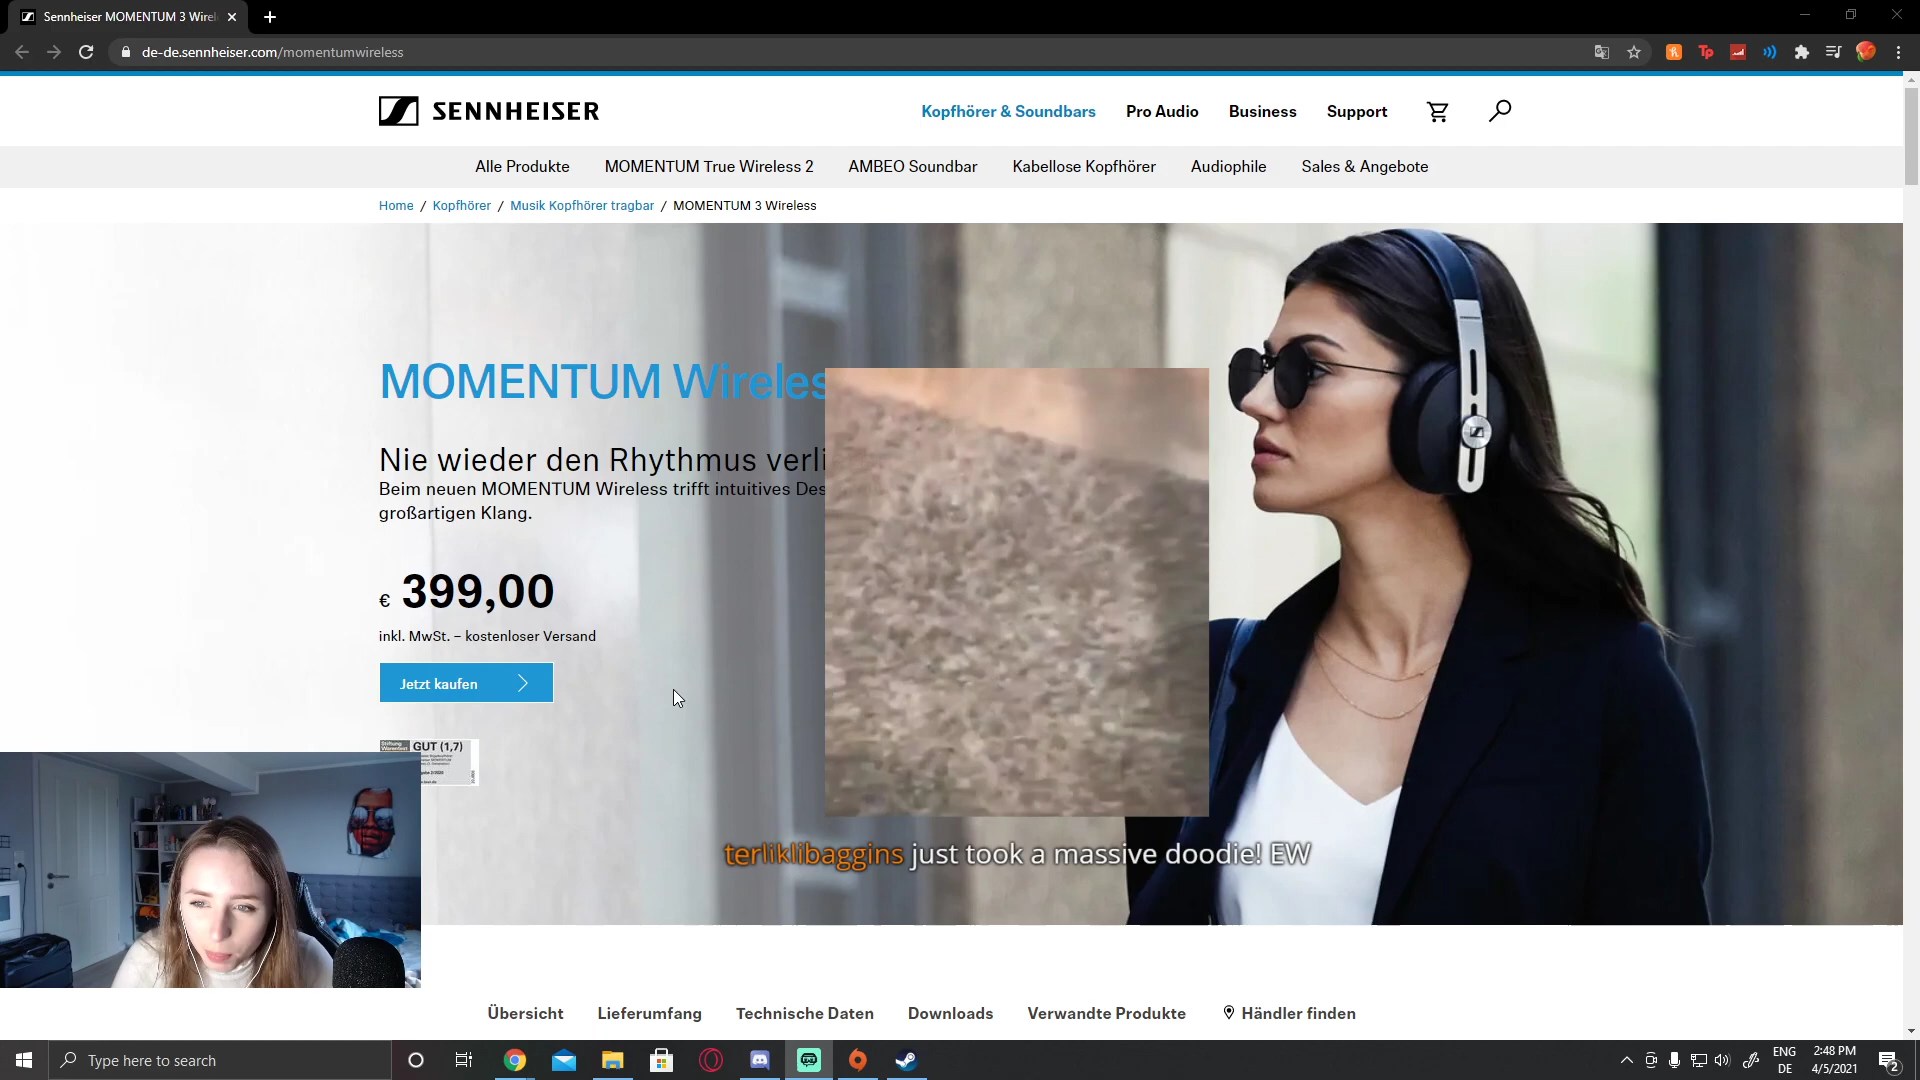 Sennheiser MOMENTUM 3 Wirel
de-de.sennheiser.com/momentumwireless
SENNHEISER
Kopfhörer & Soundbars
Pro Audio
Business
Support
Alle Produkte
MOMENTUM True Wireless 2
AMBEO Soundbar
Kabellose Kopfhörer
Audiophile
Sales & Angebote
Home / Kopfhörer / Musik Kopfhörer tragbar / MOMENTUM 3 Wireless
MOMENTUM Wireles
Nie wieder den Rhythmus verli
Beim neuen MOMENTUM Wireless trifft intuitives Des
großartigen Klang.
€ 399,00
inkl. MwSt. – kostenloser Versand
Jetzt kaufen
Stiftung
Warentest
GUT (1,7)
terliklibaggins just took a massive doodie! EW
Übersicht
Lieferumfang
Technische Daten
Downloads
Verwandte Produkte
Händler finden
Type here to search
ENG
DE
2:48 PM
4/5/2021
2